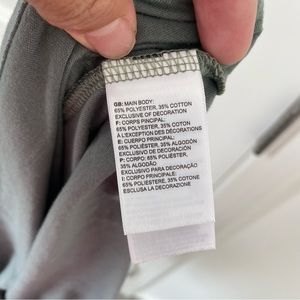 GB: MAIN BODY:
65% POLYESTER, 35% COTTON
EXCLUSIVE OF DECORATION
F: CORPS PRINCIPAL:
65% POLYESTER, 35% COTON
A L'EXCEPTION DES DÉCORATIONS
E: CUERPO PRINCIPAL:
65% POLIÉSTER, 35% ALGODÓN
EXCLUSIVO DE DECORACIÓN
P: CORPO: 65% POLIÉSTER,
35% ALGODÃO
EXCLUSIVO PARA DECORAÇÃO
I: CORPO PRINCIPALE:
65% POLIESTERE, 35% COTONE
ESCLUSA LA DECORAZIONE